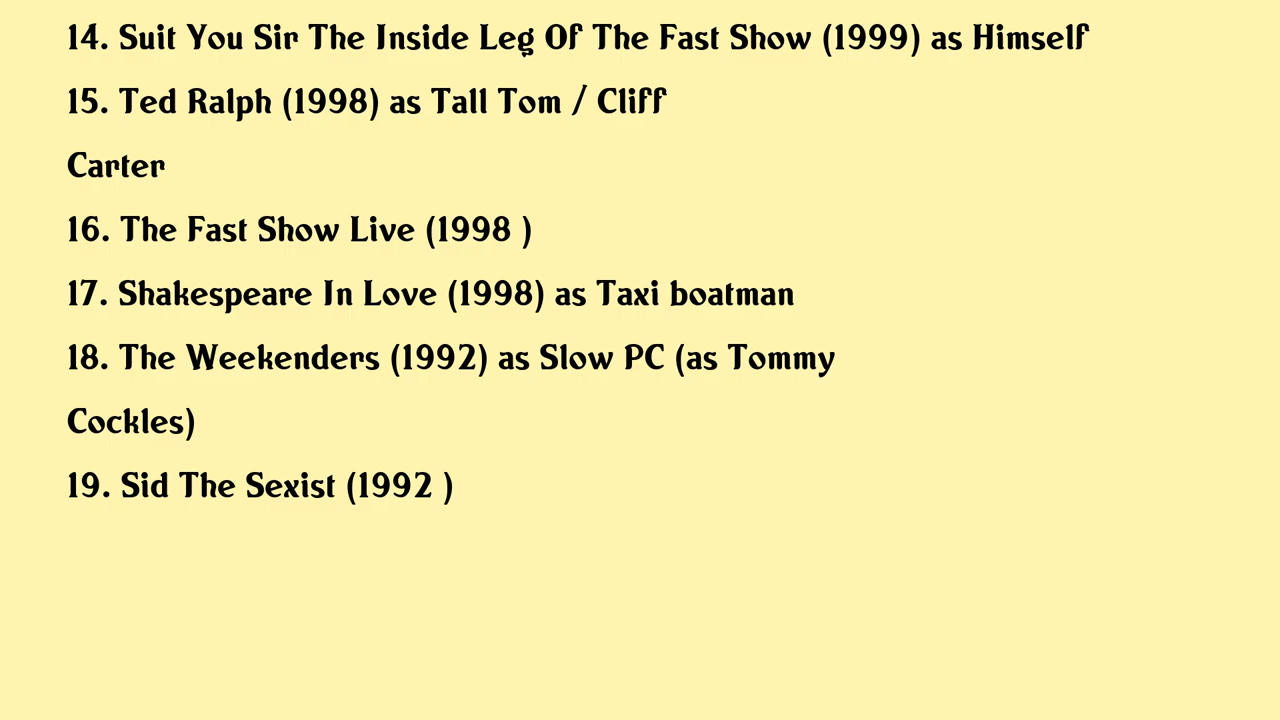 14. Suit You Sir The Inside Leg Of The Fast Show (1999) as Himself
15. Ted Ralph (1998) as Tall Tom / Cliff
Carter
16. The Fast Show Live (1998 )
17. Shakespeare In Love (1998) as Taxi boatman
18. The Weekenders (1992) as Slow PC (as Tommy
Cockles)
19. Sid The Sexist (1992 )